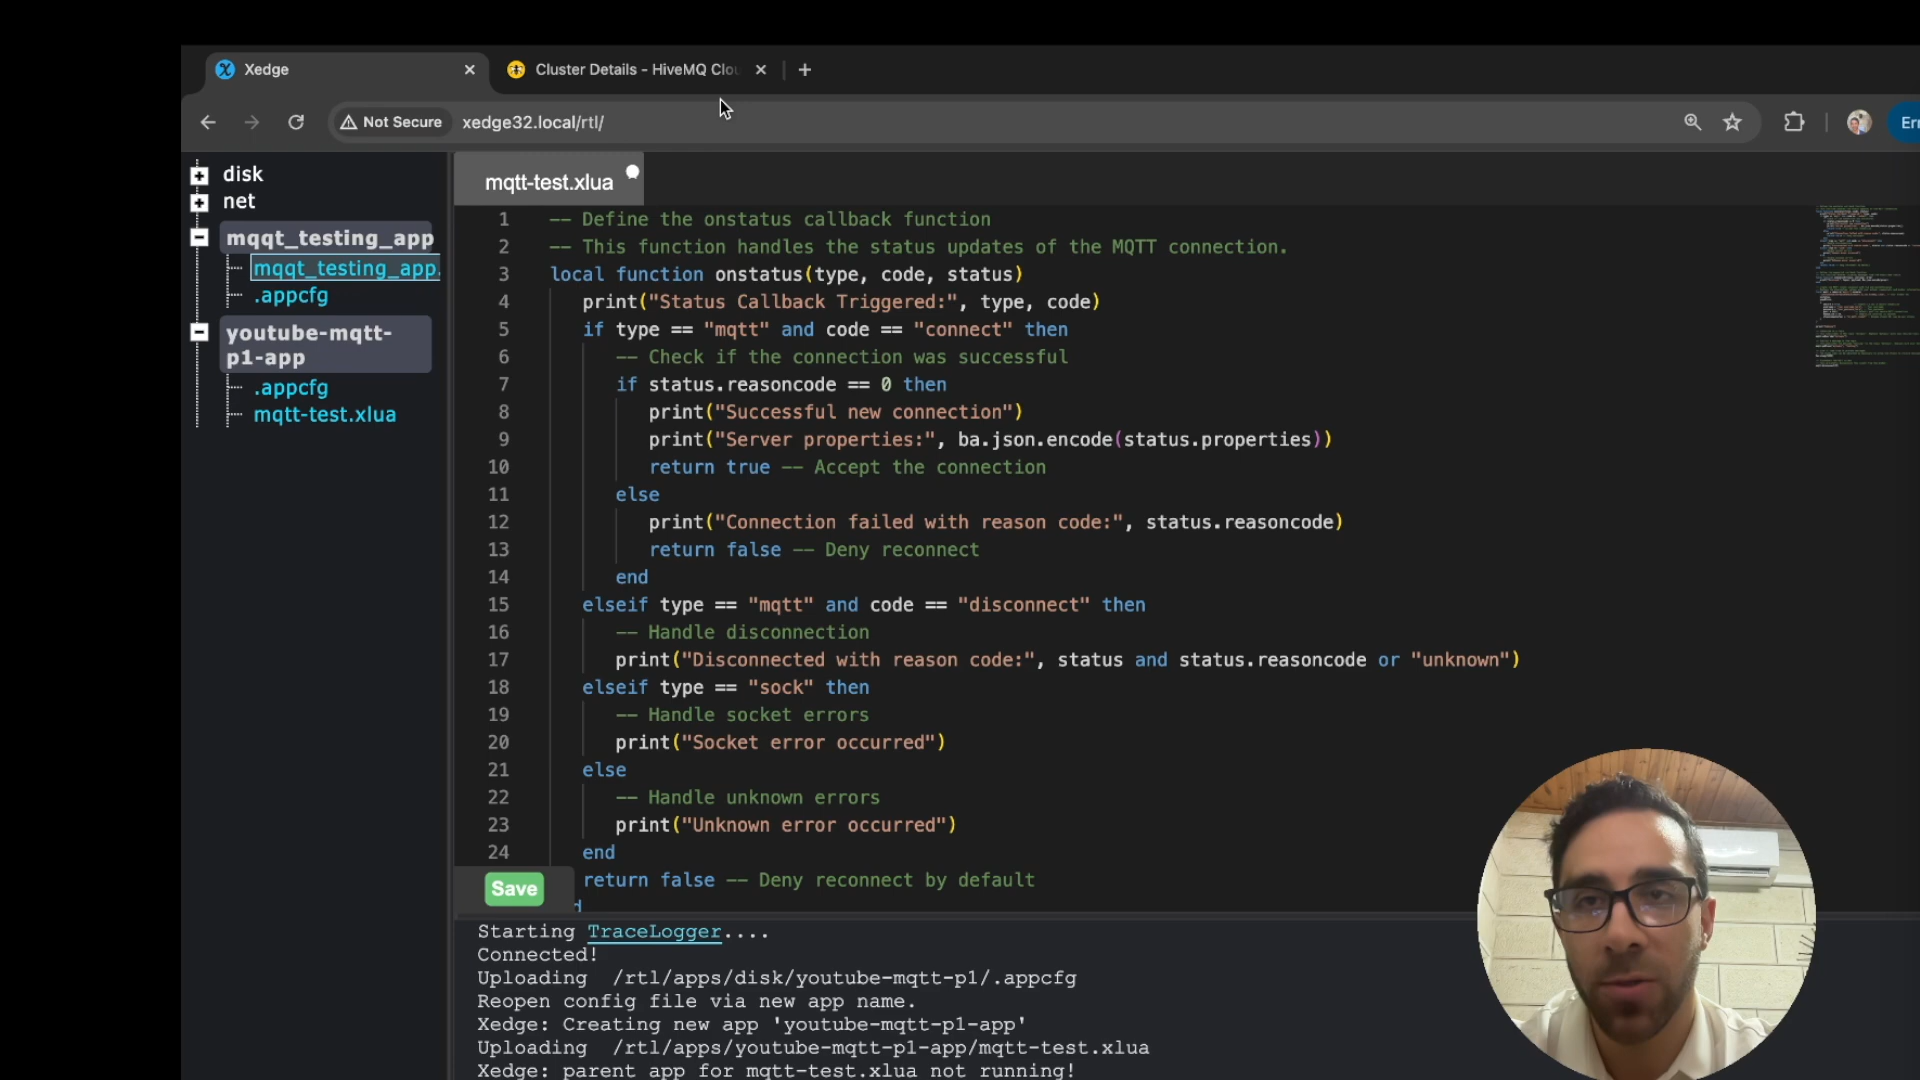 Xedge
Cluster Details - HiveMQ Clo
Not Secure
xedge32.local/rtl/
disk
net
mqqt_testing_app
mqqt_testing_app.
.appcfg
youtube-mqtt-
p1-app
.appcfg
mqtt-test.xlua
mqtt-test.xlua
1 -- Define the onstatus callback function
2 -- This function handles the status updates of the MQTT connection.
3 local function onstatus(type, code, status)
4 print("Status Callback Triggered:", type, code)
5 if type == "mqtt" and code == "connect" then
6 -- Check if the connection was successful
7 if status.reasoncode == 0 then
8 print("Successful new connection")
9 print("Server properties:", ba.json.encode(status.properties))
10 return true -- Accept the connection
11 else
12 print("Connection failed with reason code:", status.reasoncode)
13 return false -- Deny reconnect
14 end
15 elseif type == "mqtt" and code == "disconnect" then
16 -- Handle disconnection
17 print("Disconnected with reason code:", status and status.reasoncode or "unknown")
18 elseif type == "sock" then
19 -- Handle socket errors
20 print("Socket error occurred")
21 else
22 -- Handle unknown errors
23 print("Unknown error occurred")
24 end
Save
return false -- Deny reconnect by default
Starting TraceLogger....
Connected!
Uploading /rtl/apps/disk/youtube-mqtt-p1/.appcfg
Reopen config file via new app name.
Xedge: Creating new app 'youtube-mqtt-p1-app'
Uploading /rtl/apps/youtube-mqtt-p1-app/mqtt-test.xlua
Xedge: parent app for mqtt-test.xlua not running!